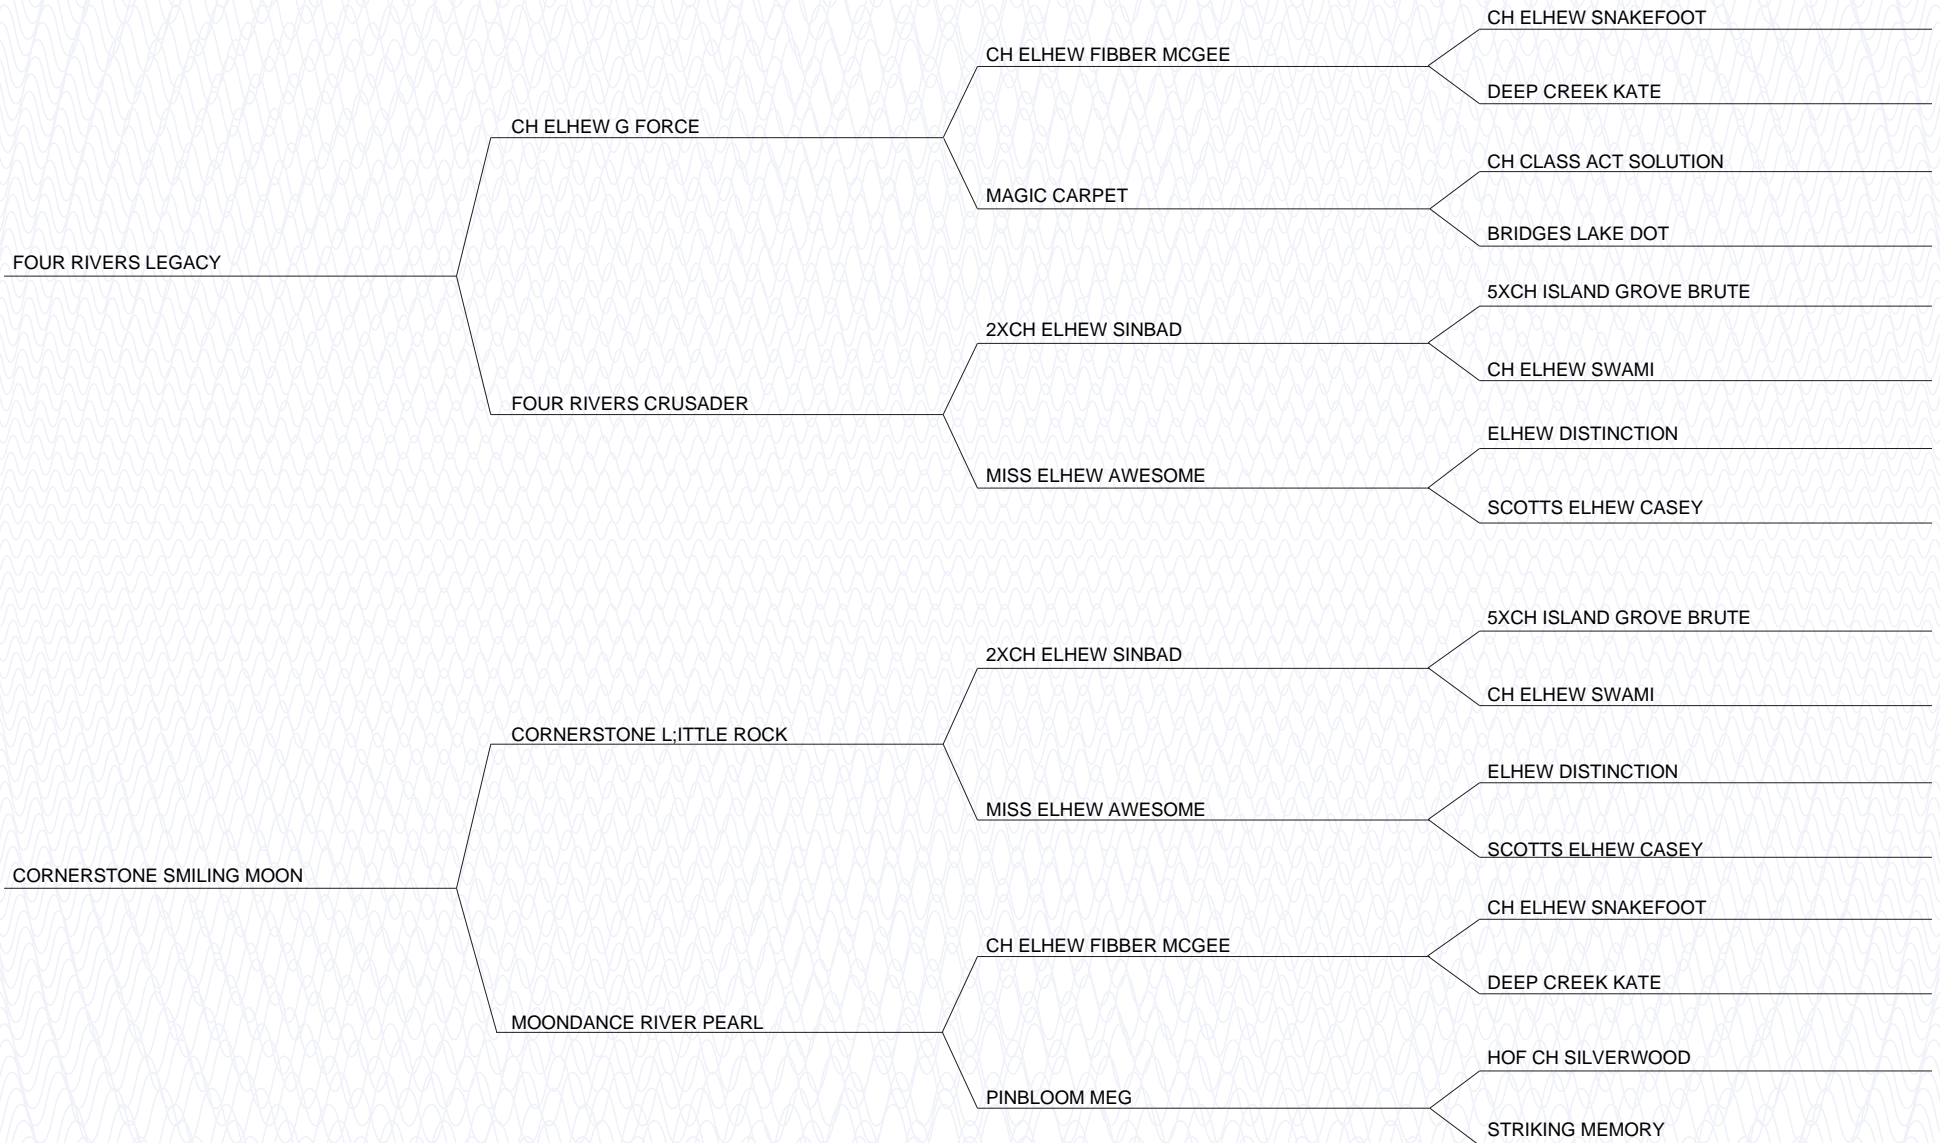 CH ELHEW SNAKEFOOT
CH ELHEW FIBBER MCGEE
DEEP CREEK KATE
CH ELHEW G FORCE
CH CLASS ACT SOLUTION
MAGIC CARPET
BRIDGES LAKE DOT
FOUR RIVERS LEGACY
5XCH ISLAND GROVE BRUTE
2XCH ELHEW SINBAD
CH ELHEW SWAMI
FOUR RIVERS CRUSADER
ELHEW DISTINCTION
MISS ELHEW AWESOME
SCOTTS ELHEW CASEY
5XCH ISLAND GROVE BRUTE
2XCH ELHEW SINBAD
CH ELHEW SWAMI
CORNERSTONE L;ITTLE ROCK
ELHEW DISTINCTION
MISS ELHEW AWESOME
SCOTTS ELHEW CASEY
CORNERSTONE SMILING MOON
CH ELHEW SNAKEFOOT
CH ELHEW FIBBER MCGEE
DEEP CREEK KATE
MOONDANCE RIVER PEARL
HOF CH SILVERWOOD
PINBLOOM MEG
STRIKING MEMORY